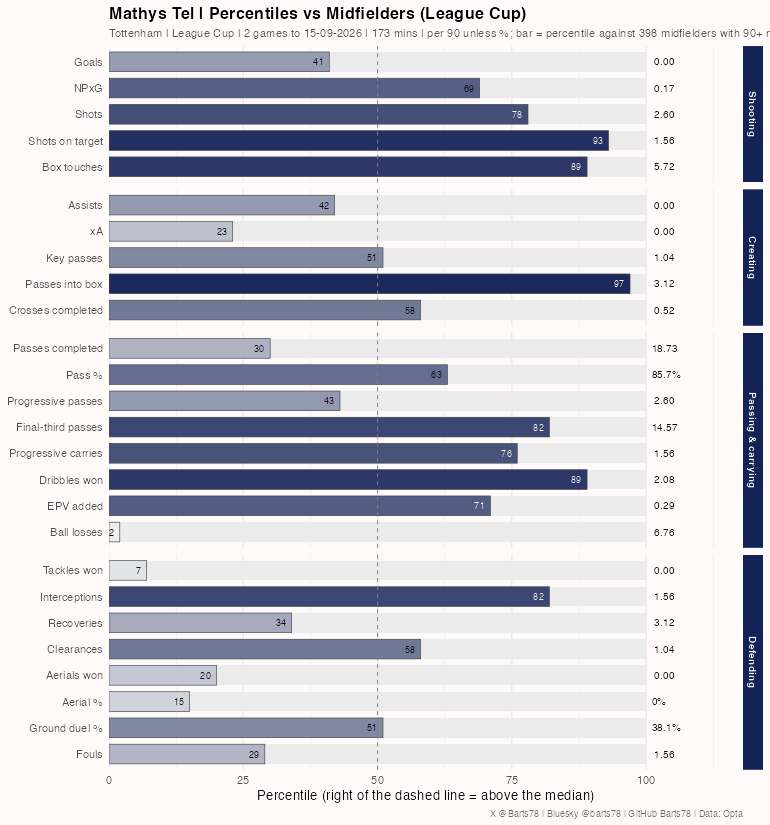 Mathys Tel | Percentiles vs Midfielders (League Cup)
Tottenham | League Cup | 2 games to 15-09-2026 | 173 mins | per 90 unless %; bar = percentile against 398 midfielders with 90+
Goals 41 0.00
NPxG 69 0.17
Shots 78 2.60
Shots on target 93 1.56
Box touches 89 5.72
Shooting
Assists 42 0.00
xA 23 0.00
Key passes 51 1.04
Passes into box 97 3.12
Crosses completed 58 0.52
Creating
Passes completed 30 18.73
Pass % 63 85.7%
Progressive passes 43 2.60
Final-third passes 82 14.57
Progressive carries 76 1.56
Dribbles won 89 2.08
EPV added 71 0.29
Ball losses 2 6.76
Passing & carrying
Tackles won 7 0.00
Interceptions 82 1.56
Recoveries 34 3.12
Clearances 58 1.04
Aerials won 20 0.00
Aerial % 15 0%
Ground duel % 51 38.1%
Fouls 29 1.56
Defending
0 25 50 75 100
Percentile (right of the dashed line = above the median)
X @Barts78 | Bluesky @barts78 | GitHub Barts78 | Data: Opta